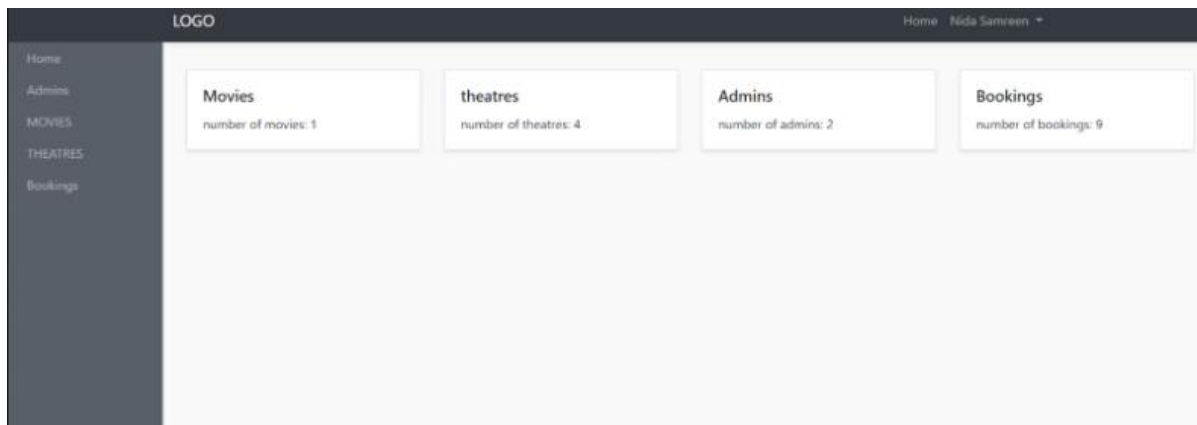 LOGO
Home Nida Samreen
Home
Admins
MOVIES
THEATRES
Bookings
Movies
number of movies: 1
theatres
number of theatres: 4
Admins
number of admins: 2
Bookings
number of bookings: 9